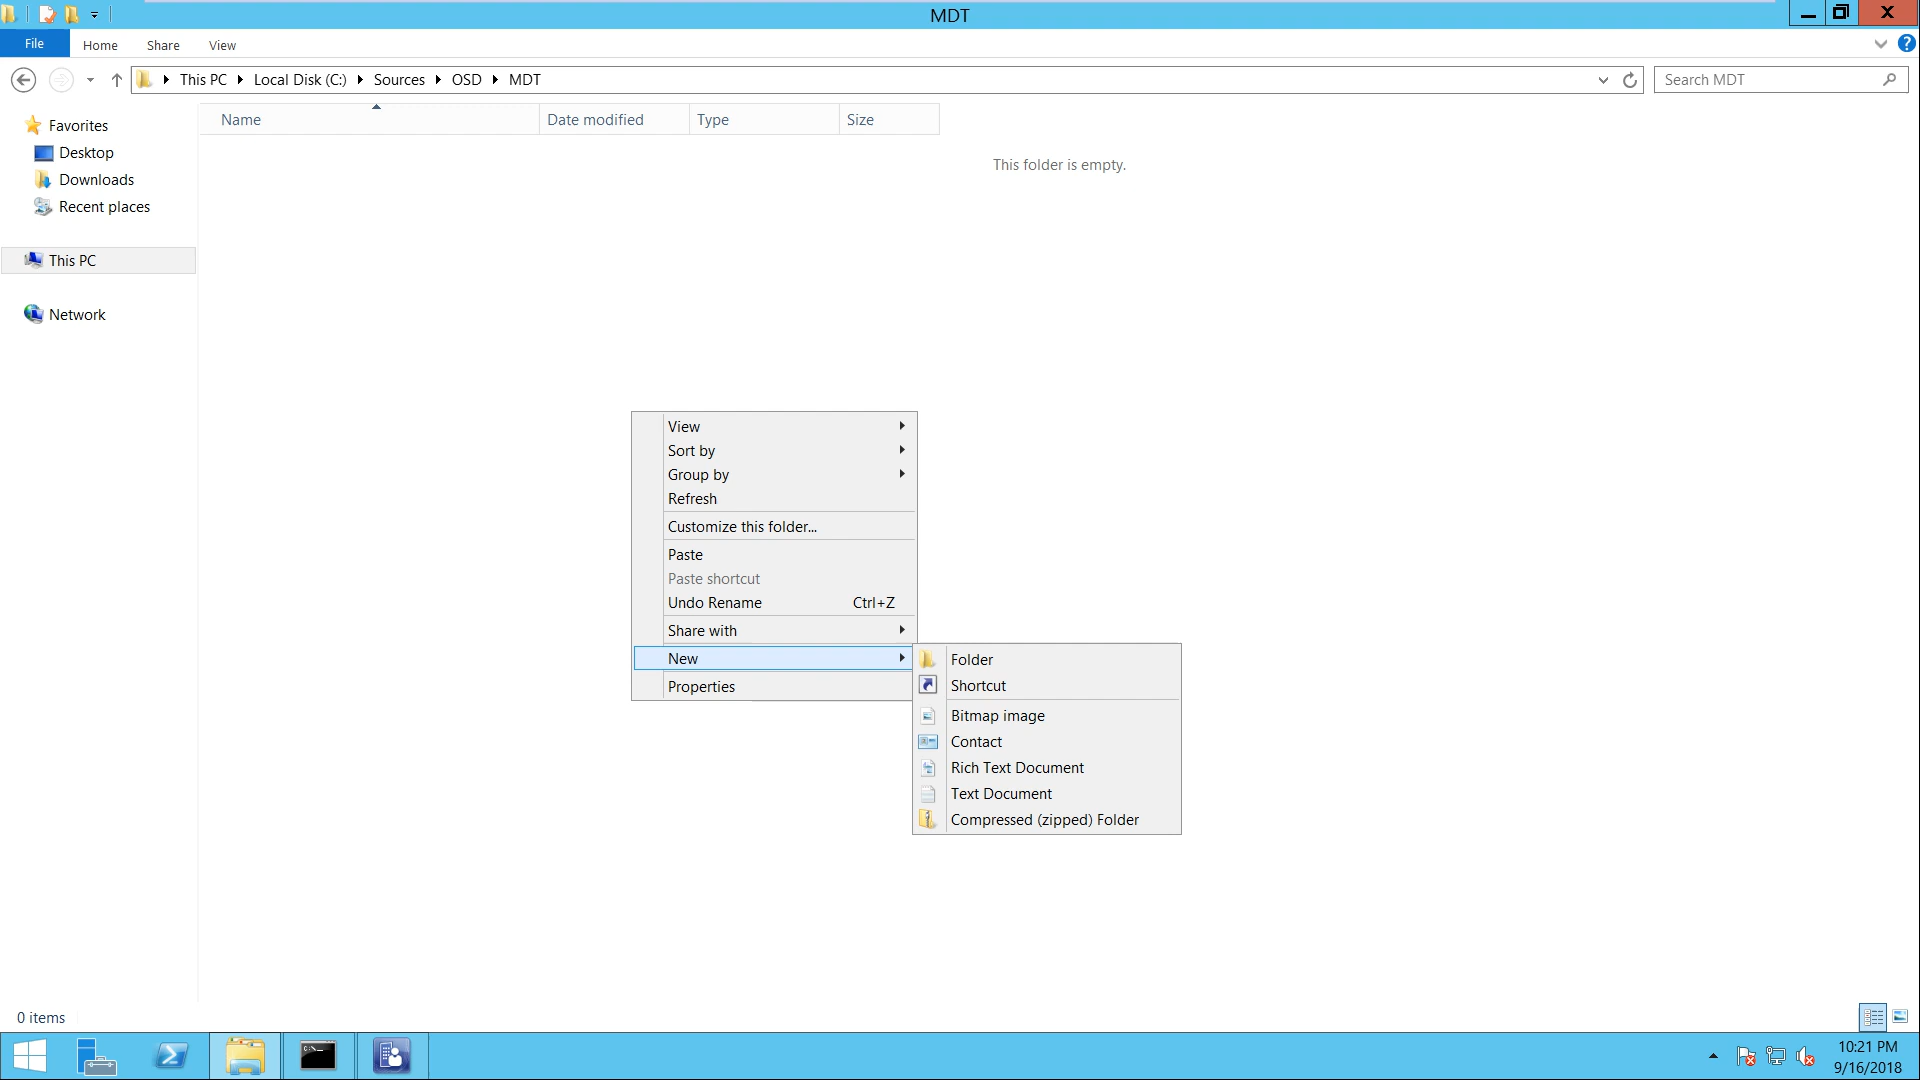 MDT
File
Home
Share
View
This PC
Local Disk (C:)
Sources
OSD
MDT
Search MDT
Favorites
Desktop
Downloads
Recent places
This PC
Network
Name
Date modified
Type
Size
This folder is empty.
View
Sort by
Group by
Refresh
Customize this folder...
Paste
Paste shortcut
Undo Rename Ctrl+Z
Share with
New
Properties
Folder
Shortcut
Bitmap image
Contact
Rich Text Document
Text Document
Compressed (zipped) Folder
0 items
10:21 PM
9/16/2018